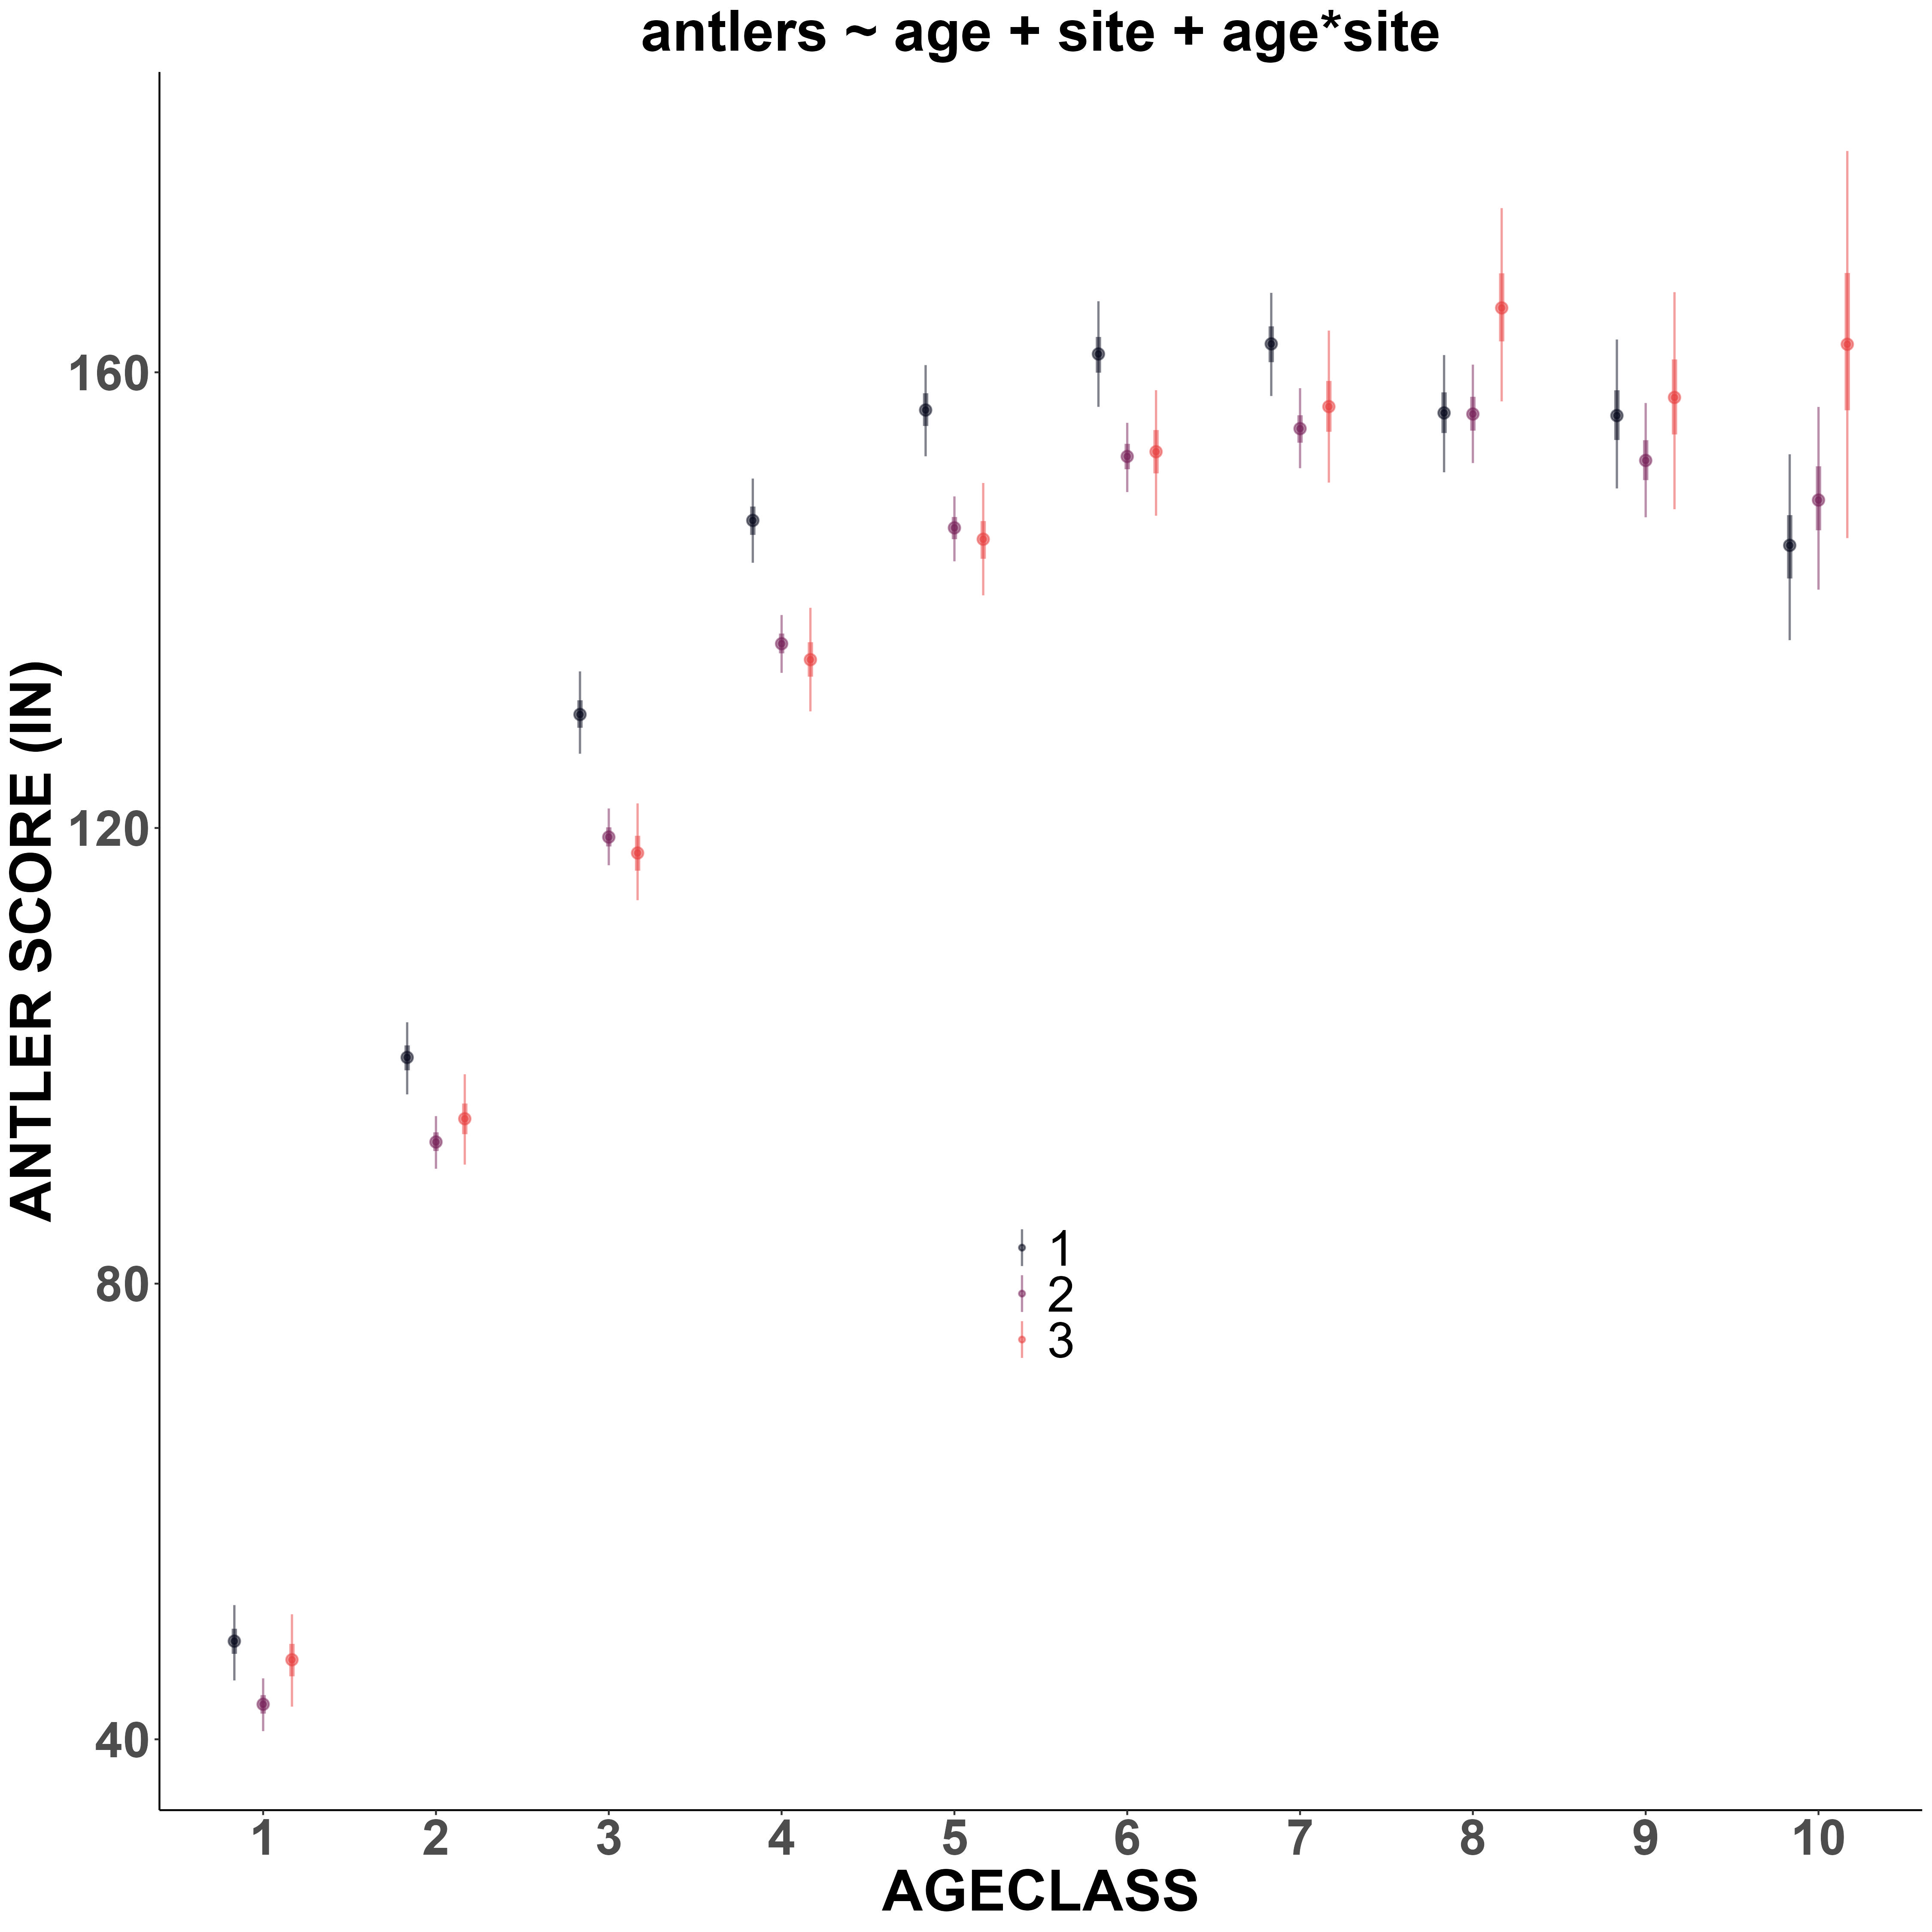 antlers ~ age + site + age*site
ANTLER SCORE (IN)
160
120
80
40
1
2
3
1 2 3 4 5 6 7 8 9 10
AGECLASS